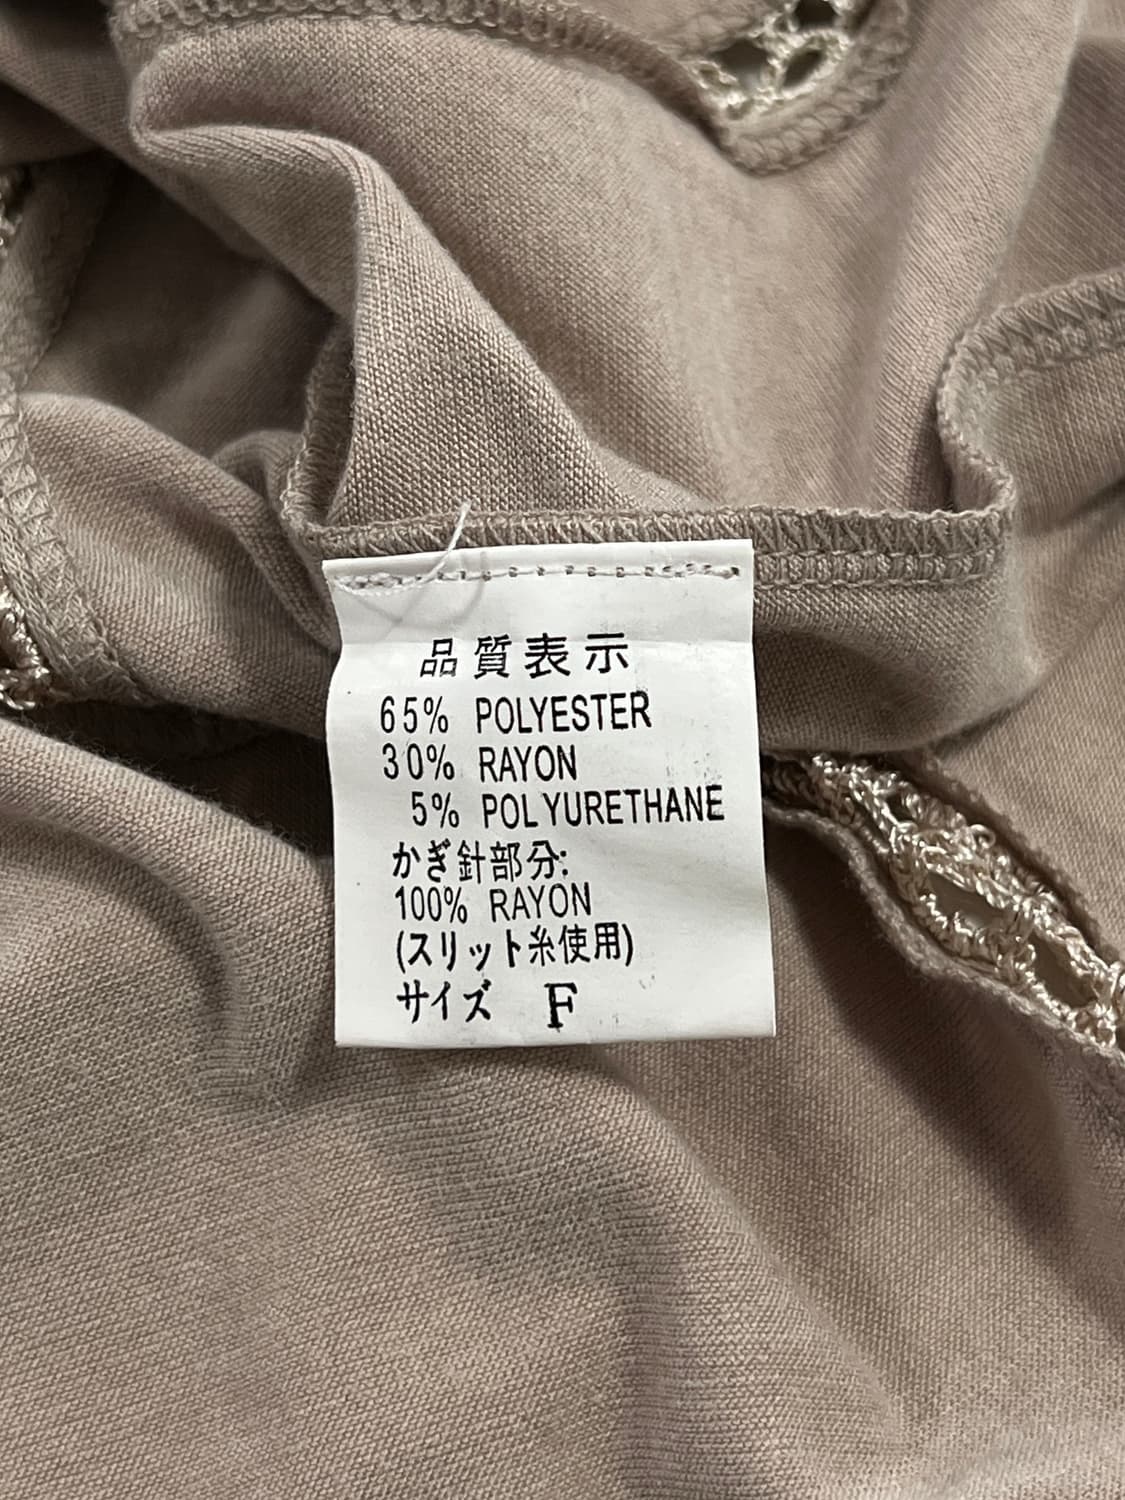 品質表示
65% POLYESTER
30% RAYON
5% POLYURETHANE
かぎ針部分:
100% RAYON
(スリット糸使用)
サイズ F